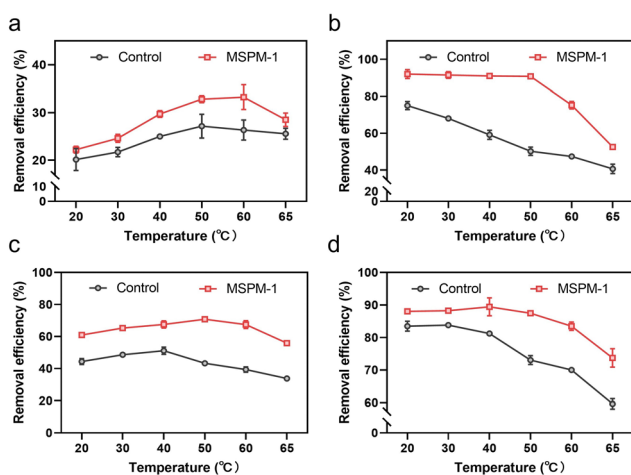 a
Control
MSPM-1
Removal efficiency (%)
40
30
20
10
0
20 30 40 50 60 65
Temperature (℃)
b
Control
MSPM-1
Removal efficiency (%)
100
80
60
40
20
0
20 30 40 50 60 65
Temperature (℃)
c
Control
MSPM-1
Removal efficiency (%)
100
80
60
40
20
0
20 30 40 50 60 65
Temperature (℃)
d
Control
MSPM-1
Removal efficiency (%)
100
90
80
70
60
0
20 30 40 50 60 65
Temperature (℃)